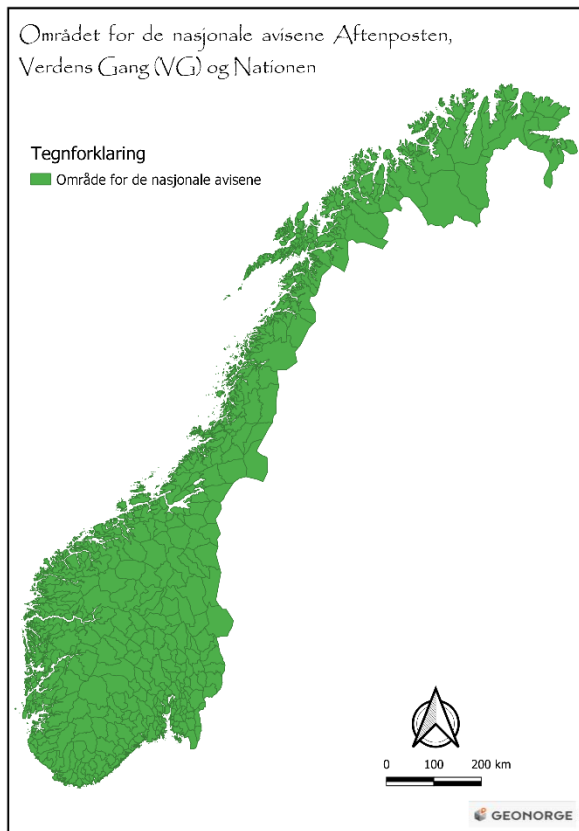 Området for de nasjonale avisene Aftenposten,
Verdens Gang (VG) og Nationen
Tegnforklaring
Område for de nasjonale avisene
0 100 200 km
GEONORGE